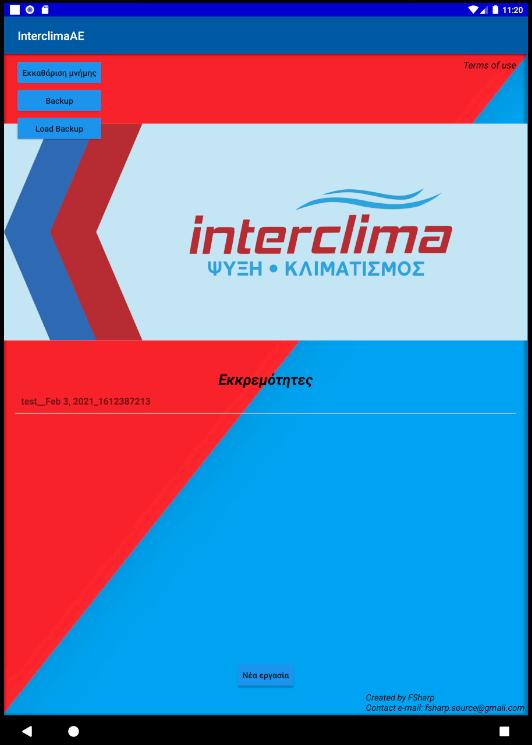 11:20
InterclimaAE
Terms of use
Εκκαθάριση μνήμης
Backup
Load Backup
interclima
ΨΥΞΗ • ΚΛΙΜΑΤΙΣΜΟΣ
Εκκρεμότητες
test__Feb 3, 2021_1612387213
Νέα εργασία
Created by FSharp
Contact e-mail: fsharp.source@gmail.com